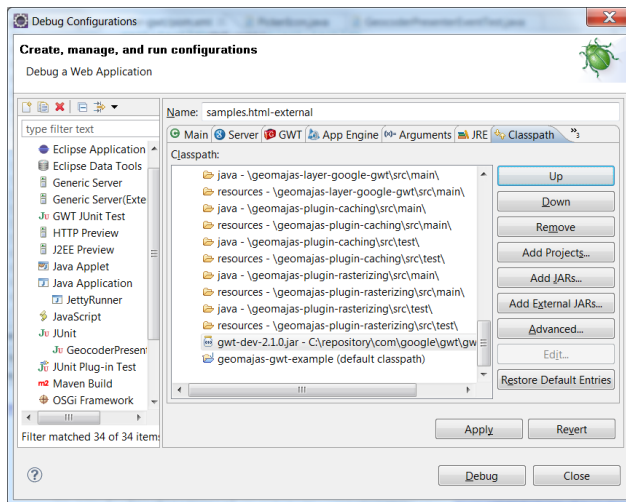 Debug Configurations
Create, manage, and run configurations
Debug a Web Application
type filter text
Eclipse Application
Eclipse Data Tools
Generic Server
Generic Server(Exte
GWT JUnit Test
HTTP Preview
J2EE Preview
Java Applet
Java Application
JettyRunner
JavaScript
JUnit
GeocoderPresen
JUnit Plug-in Test
Maven Build
OSGi Framework
Filter matched 34 of 34 item
Name: samples.html-external
Main Server GWT App Engine Arguments JRE Classpath »3
Classpath:
java - \geomajas-layer-google-gwt\src\main\
resources - \geomajas-layer-google-gwt\src\main\
java - \geomajas-plugin-caching\src\main\
resources - \geomajas-plugin-caching\src\main\
java - \geomajas-plugin-caching\src\test\
resources - \geomajas-plugin-caching\src\test\
java - \geomajas-plugin-rasterizing\src\main\
resources - \geomajas-plugin-rasterizing\src\main\
java - \geomajas-plugin-rasterizing\src\test\
resources - \geomajas-plugin-rasterizing\src\test\
gwt-dev-2.1.0.jar - C:\repository\com\google\gwt\gw
geomajas-gwt-example (default classpath)
Up
Down
Remove
Add Projects...
Add JARs...
Add External JARs...
Advanced...
Edit...
Restore Default Entries
Apply Revert
Debug Close